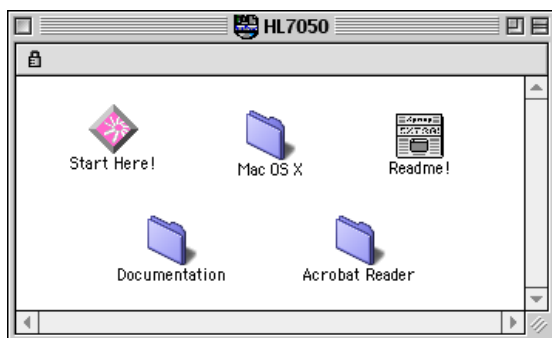 HL7050
Start Here!
Mac OS X
Readme!
Documentation
Acrobat Reader